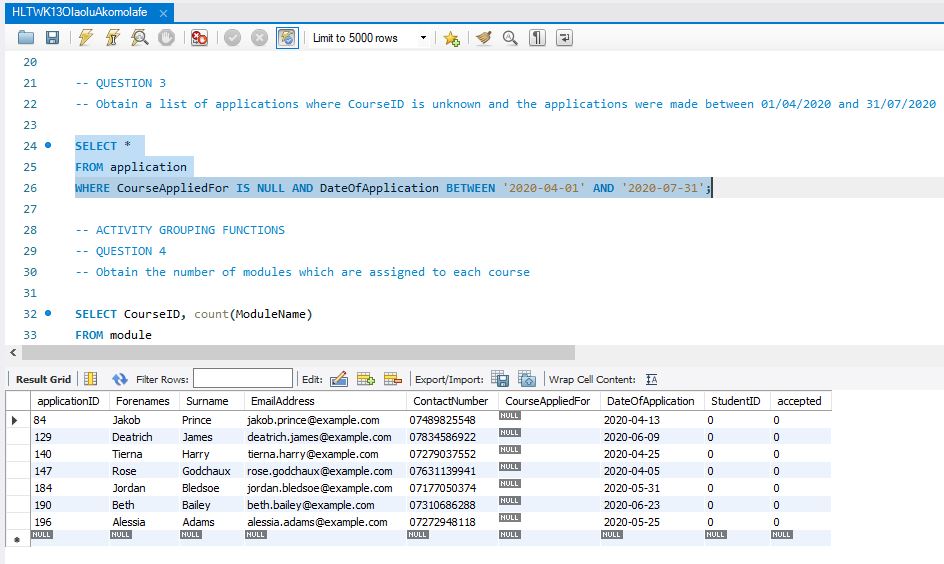 HLTWK13OlaoluAkomolafe
Limit to 5000 rows
20
21 -- QUESTION 3
22 -- Obtain a list of applications where CourseID is unknown and the applications were made between 01/04/2020 and 31/07/2020
23
24 SELECT *
25 FROM application
26 WHERE CourseAppliedFor IS NULL AND DateOfApplication BETWEEN '2020-04-01' AND '2020-07-31';
27
28 -- ACTIVITY GROUPING FUNCTIONS
29 -- QUESTION 4
30 -- Obtain the number of modules which are assigned to each course
31
32 SELECT CourseID, count(ModuleName)
33 FROM module
Result Grid Filter Rows: Edit: Export/Import: Wrap Cell Content: IA
applicationID Forenames Surname EmailAddress ContactNumber CourseAppliedFor DateOfApplication StudentID accepted
84 Jakob Prince jakob.prince@example.com 07489825548 NULL 2020-04-13 0 0
129 Deatrich James deatrich.james@example.com 07834586922 NULL 2020-06-09 0 0
140 Tierna Harry tierna.harry@example.com 07279037552 NULL 2020-04-25 0 0
147 Rose Godchaux rose.godchaux@example.com 07631139941 NULL 2020-04-05 0 0
184 Jordan Bledsoe jordan.bledsoe@example.com 07177050374 NULL 2020-05-31 0 0
190 Beth Bailey beth.bailey@example.com 07310686288 NULL 2020-06-23 0 0
196 Alessia Adams alessia.adams@example.com 07272948118 NULL 2020-05-25 0 0
NULL NULL NULL NULL NULL NULL NULL NULL NULL